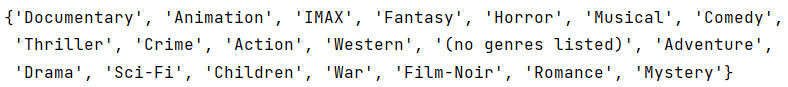 {'Documentary', 'Animation', 'IMAX', 'Fantasy', 'Horror', 'Musical', 'Comedy',
'Thriller', 'Crime', 'Action', 'Western', '(no genres listed)', 'Adventure',
'Drama', 'Sci-Fi', 'Children', 'War', 'Film-Noir', 'Romance', 'Mystery'}